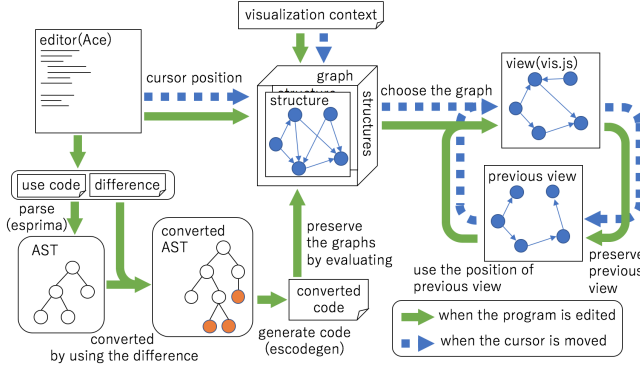 visualization context
editor(Ace)
cursor position
graph
structure
structure
structures
choose the graph
view(vis.js)
previous view
use code
difference
parse
(esprima)
AST
converted
AST
converted
by using the difference
generate code
(escodegen)
converted
code
preserve
the graphs
by evaluating
use the position of
previous view
preserve
previous
view
when the program is edited
when the cursor is moved